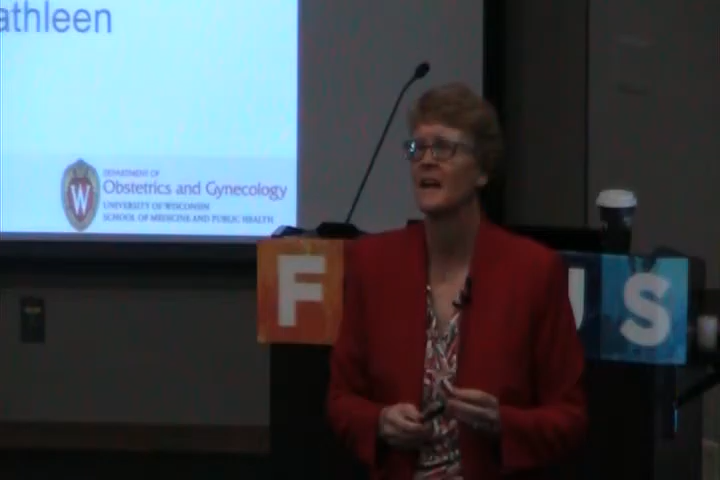 athleen
W
DEPARTMENT OF
Obstetrics and Gynecology
UNIVERSITY OF WISCONSIN
SCHOOL OF MEDICINE AND PUBLIC HEALTH
F US